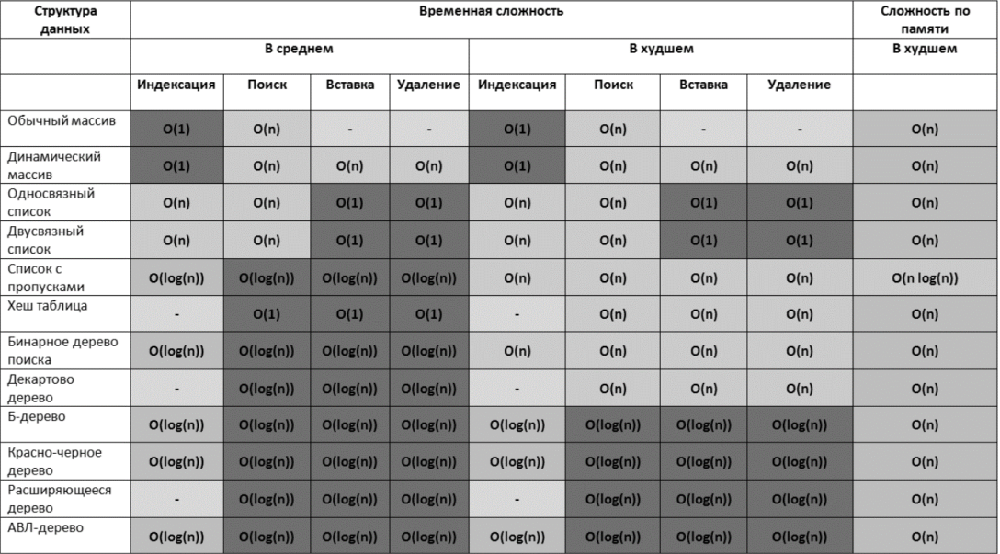 Структура данных Временная сложность Сложность по памяти
В среднем В худшем В худшем
Индексация Поиск Вставка Удаление Индексация Поиск Вставка Удаление
Обычный массив O(1) O(n) - - O(1) O(n) - - O(n)
Динамический массив O(1) O(n) O(n) O(n) O(1) O(n) O(n) O(n) O(n)
Односвязный список O(n) O(n) O(1) O(1) O(n) O(n) O(1) O(1) O(n)
Двусвязный список O(n) O(n) O(1) O(1) O(n) O(n) O(1) O(1) O(n)
Список с пропусками O(log(n)) O(log(n)) O(log(n)) O(log(n)) O(n) O(n) O(n) O(n) O(n log(n))
Хеш таблица - O(1) O(1) O(1) - O(n) O(n) O(n) O(n)
Бинарное дерево поиска O(log(n)) O(log(n)) O(log(n)) O(log(n)) O(n) O(n) O(n) O(n) O(n)
Декартово дерево - O(log(n)) O(log(n)) O(log(n)) - O(n) O(n) O(n) O(n)
Б-дерево O(log(n)) O(log(n)) O(log(n)) O(log(n)) O(log(n)) O(log(n)) O(log(n)) O(log(n)) O(n)
Красно-черное дерево O(log(n)) O(log(n)) O(log(n)) O(log(n)) O(log(n)) O(log(n)) O(log(n)) O(log(n)) O(n)
Расширяющееся дерево - O(log(n)) O(log(n)) O(log(n)) - O(log(n)) O(log(n)) O(log(n)) O(n)
АВЛ-дерево O(log(n)) O(log(n)) O(log(n)) O(log(n)) O(log(n)) O(log(n)) O(log(n)) O(log(n)) O(n)